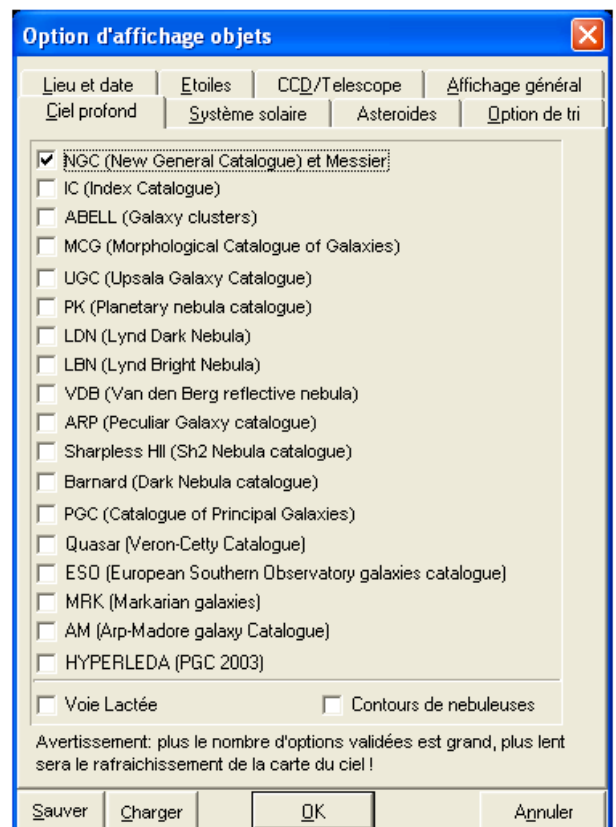 Option d'affichage objets
Lieu et date
Etoiles
CCD/Telescope
Affichage général
Ciel profond
Système solaire
Asteroides
Option de tri
NGC (New General Catalogue) et Messier
IC (Index Catalogue)
ABELL (Galaxy clusters)
MCG (Morphological Catalogue of Galaxies)
UGC (Upsala Galaxy Catalogue)
PK (Planetary nebula catalogue)
LDN (Lynd Dark Nebula)
LBN (Lynd Bright Nebula)
VDB (Van den Berg reflective nebula)
ARP (Peculiar Galaxy catalogue)
Sharpless HII (Sh2 Nebula catalogue)
Barnard (Dark Nebula catalogue)
PGC (Catalogue of Principal Galaxies)
Quasar (Veron-Cetty Catalogue)
ESO (European Southern Observatory galaxies catalogue)
MRK (Markarian galaxies)
AM (Arp-Madore galaxy Catalogue)
HYPERLEDA (PGC 2003)
Voie Lactée
Contours de nebuleuses
Avertissement: plus le nombre d'options validées est grand, plus lent
sera le rafraichissement de la carte du ciel !
Sauver
Charger
OK
Annuler